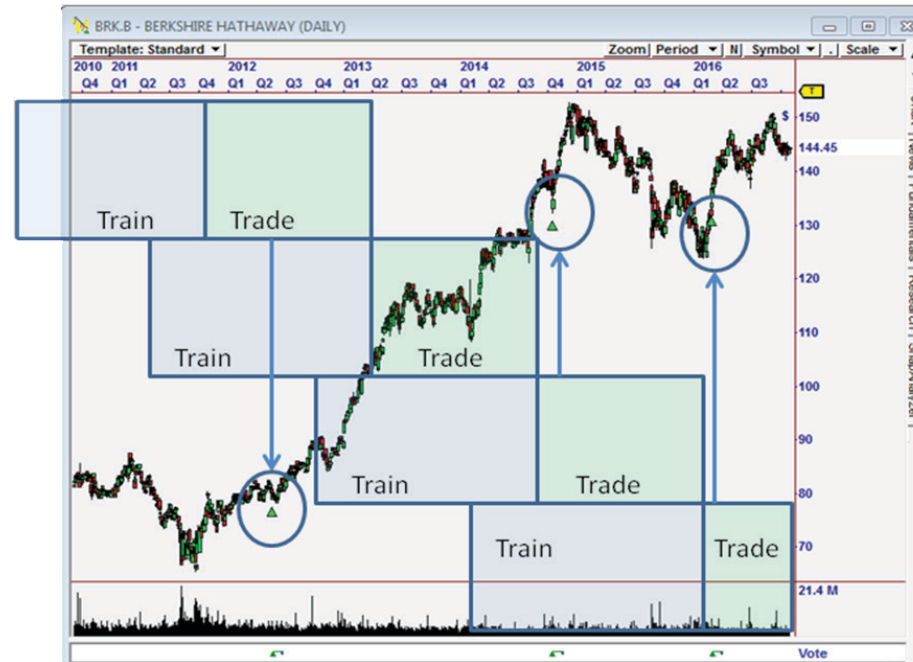 BRK.B - BERKSHIRE HATHAWAY (DAILY)
Template: Standard Zoom Period N Symbol . Scale
2010 2011 2012 2013 2014 2015 2016
Q4 Q1 Q2 Q3 Q4 Q1 Q2 Q3 Q4 Q1 Q2 Q3 Q4 Q1 Q2 Q3 Q4 Q1 Q2 Q3 Q4 Q1 Q2 Q3
T
$ 150
144.45
140
130
Train Trade
120
110
Train Trade
100
90
Train Trade
80
70
Train Trade
21.4 M
Vote